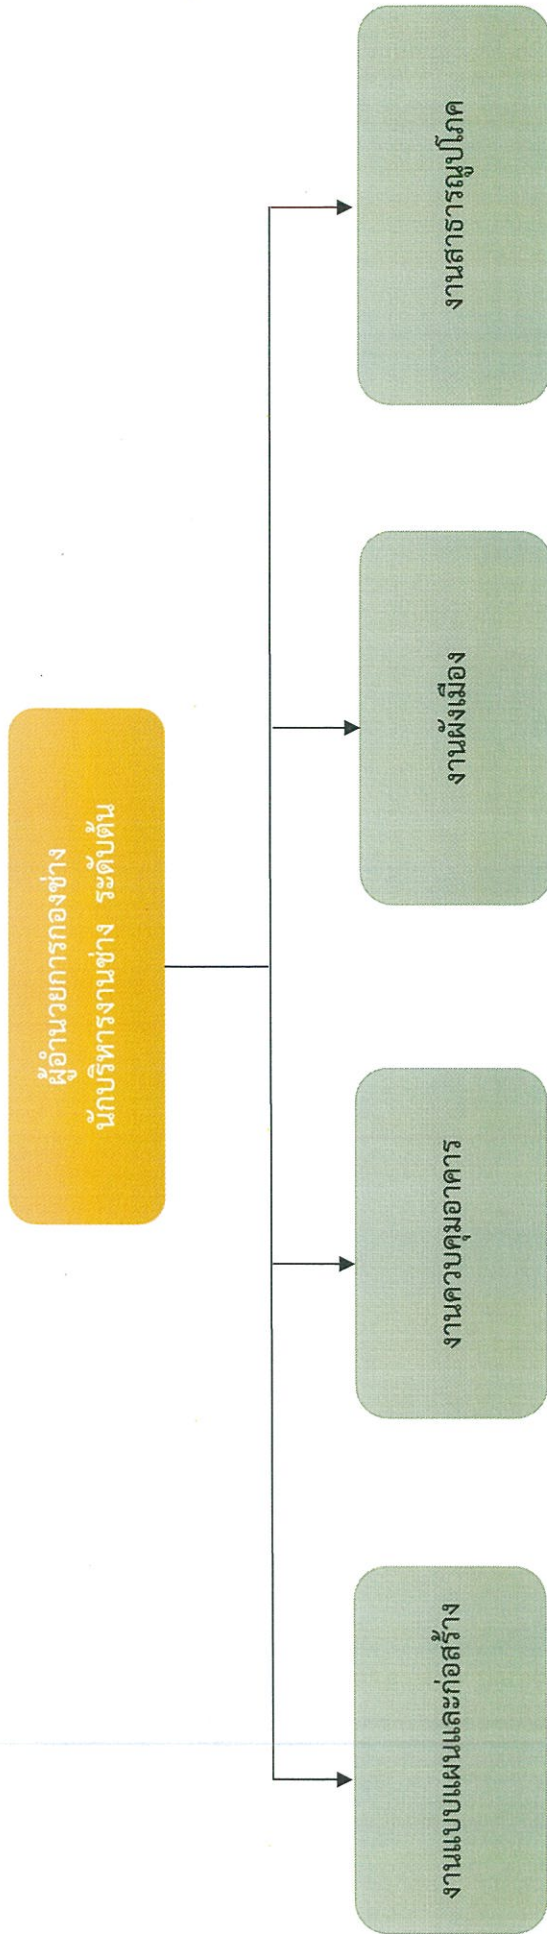 ผู้อำนวยการกองช่าง
นักบริหารงานช่าง ระดับต้น
งานแบบแผนและก่อสร้าง
งานควบคุมอาคาร
งานผังเมือง
งานสาธารณูปโภค